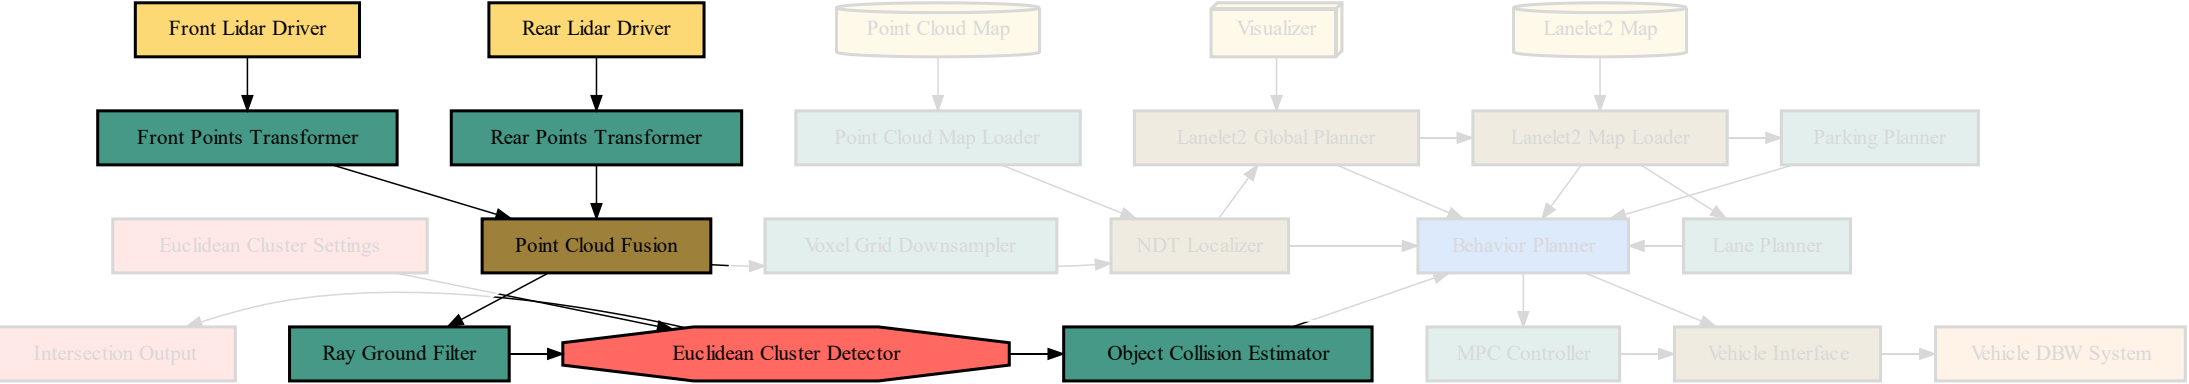 Front Lidar Driver
Rear Lidar Driver
Point Cloud Map
Visualizer
Lanelet2 Map
Front Points Transformer
Rear Points Transformer
Point Cloud Map Loader
Lanelet2 Global Planner
Lanelet2 Map Loader
Parking Planner
Euclidean Cluster Settings
Point Cloud Fusion
Voxel Grid Downsampler
NDT Localizer
Behavior Planner
Lane Planner
Intersection Output
Ray Ground Filter
Euclidean Cluster Detector
Object Collision Estimator
MPC Controller
Vehicle Interface
Vehicle DBW System